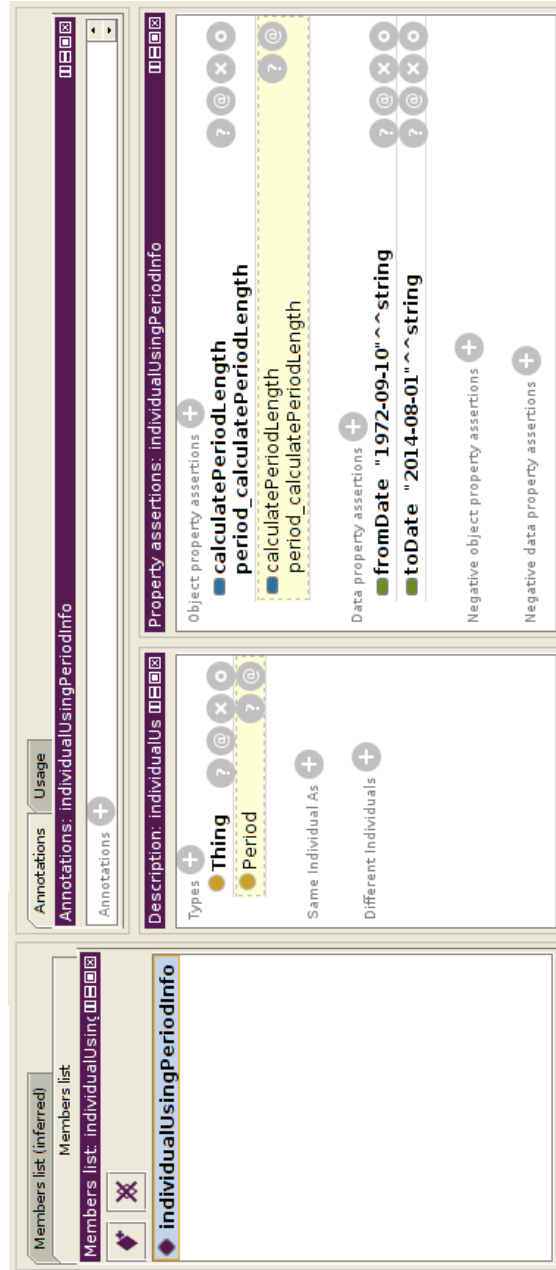 Members list (inferred)
Members list
Members list: individualUsing
individualUsingPeriodInfo
Annotations
Usage
Annotations: individualUsingPeriodInfo
Annotations
Description: individualUs
Types
Thing
? @
Period
? @
Same Individual As
Different Individuals
Property assertions: individualUsingPeriodInfo
Object property assertions
calculatePeriodLength
period_calculatePeriodLength
? @
calculatePeriodLength
period_calculatePeriodLength
? @
Data property assertions
fromDate "1972-09-10"^^string
? @
toDate "2014-08-01"^^string
? @
Negative object property assertions
Negative data property assertions